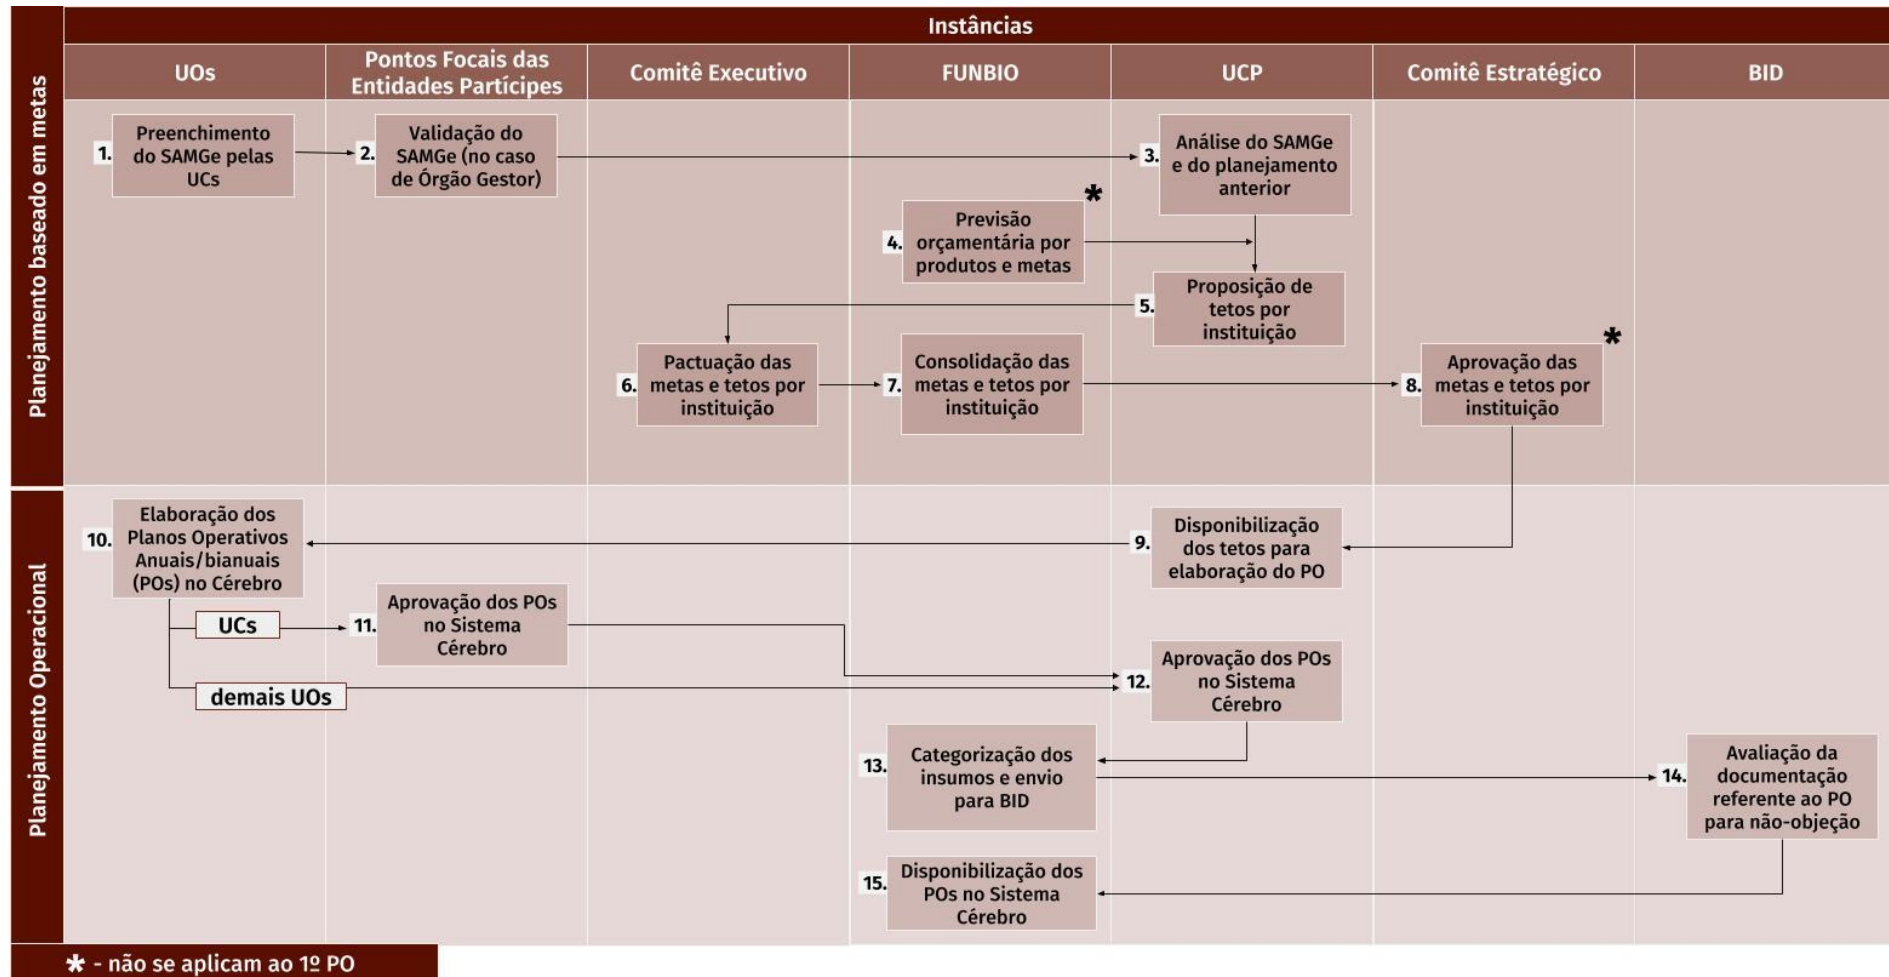 Instâncias
UOs
Pontos Focais das
Entidades Partícipes
Comitê Executivo
FUNBIO
UCP
Comitê Estratégico
BID
Planejamento baseado em metas
1.
Preenchimento
do SAMGe pelas
UCs
2.
Validação do
SAMGe (no caso
de Órgão Gestor)
3.
Análise do SAMGe
e do planejamento
anterior
*
4.
Previsão
orçamentária por
produtos e metas
5.
Proposição de
tetos por
instituição
6.
Pactuação das
metas e tetos por
instituição
7.
Consolidação das
metas e tetos por
instituição
*
8.
Aprovação das
metas e tetos por
instituição
Planejamento Operacional
9.
Disponibilização
dos tetos para
elaboração do PO
10.
Elaboração dos
Planos Operativos
Anuais/bianuais
(POs) no Cérebro
UCs
11.
Aprovação dos POs
no Sistema
Cérebro
demais UOs
12.
Aprovação dos POs
no Sistema
Cérebro
13.
Categorização dos
insumos e envio
para BID
14.
Avaliação da
documentação
referente ao PO
para não-objeção
15.
Disponibilização dos
POs no Sistema
Cérebro
* - não se aplicam ao 1º PO